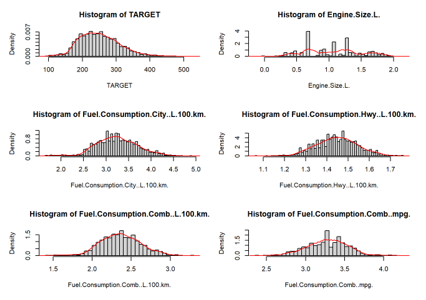 Histogram of TARGET
Density
0.000 0.007
100 200 300 400 500
TARGET
Histogram of Engine.Size.L.
Density
0 2 4
0.0 0.5 1.0 1.5 2.0
Engine.Size.L.
Histogram of Fuel.Consumption.City..L.100.km.
Density
0.0 0.8
2.0 2.5 3.0 3.5 4.0 4.5 5.0
Fuel.Consumption.City..L.100.km.
Histogram of Fuel.Consumption.Hwy..L.100.km.
Density
0 2 4
1.1 1.2 1.3 1.4 1.5 1.6 1.7
Fuel.Consumption.Hwy..L.100.km.
Histogram of Fuel.Consumption.Comb..L.100.km.
Density
0.0 1.5
1.5 2.0 2.5 3.0
Fuel.Consumption.Comb..L.100.km.
Histogram of Fuel.Consumption.Comb..mpg.
Density
0.0 1.5
2.5 3.0 3.5 4.0
Fuel.Consumption.Comb..mpg.